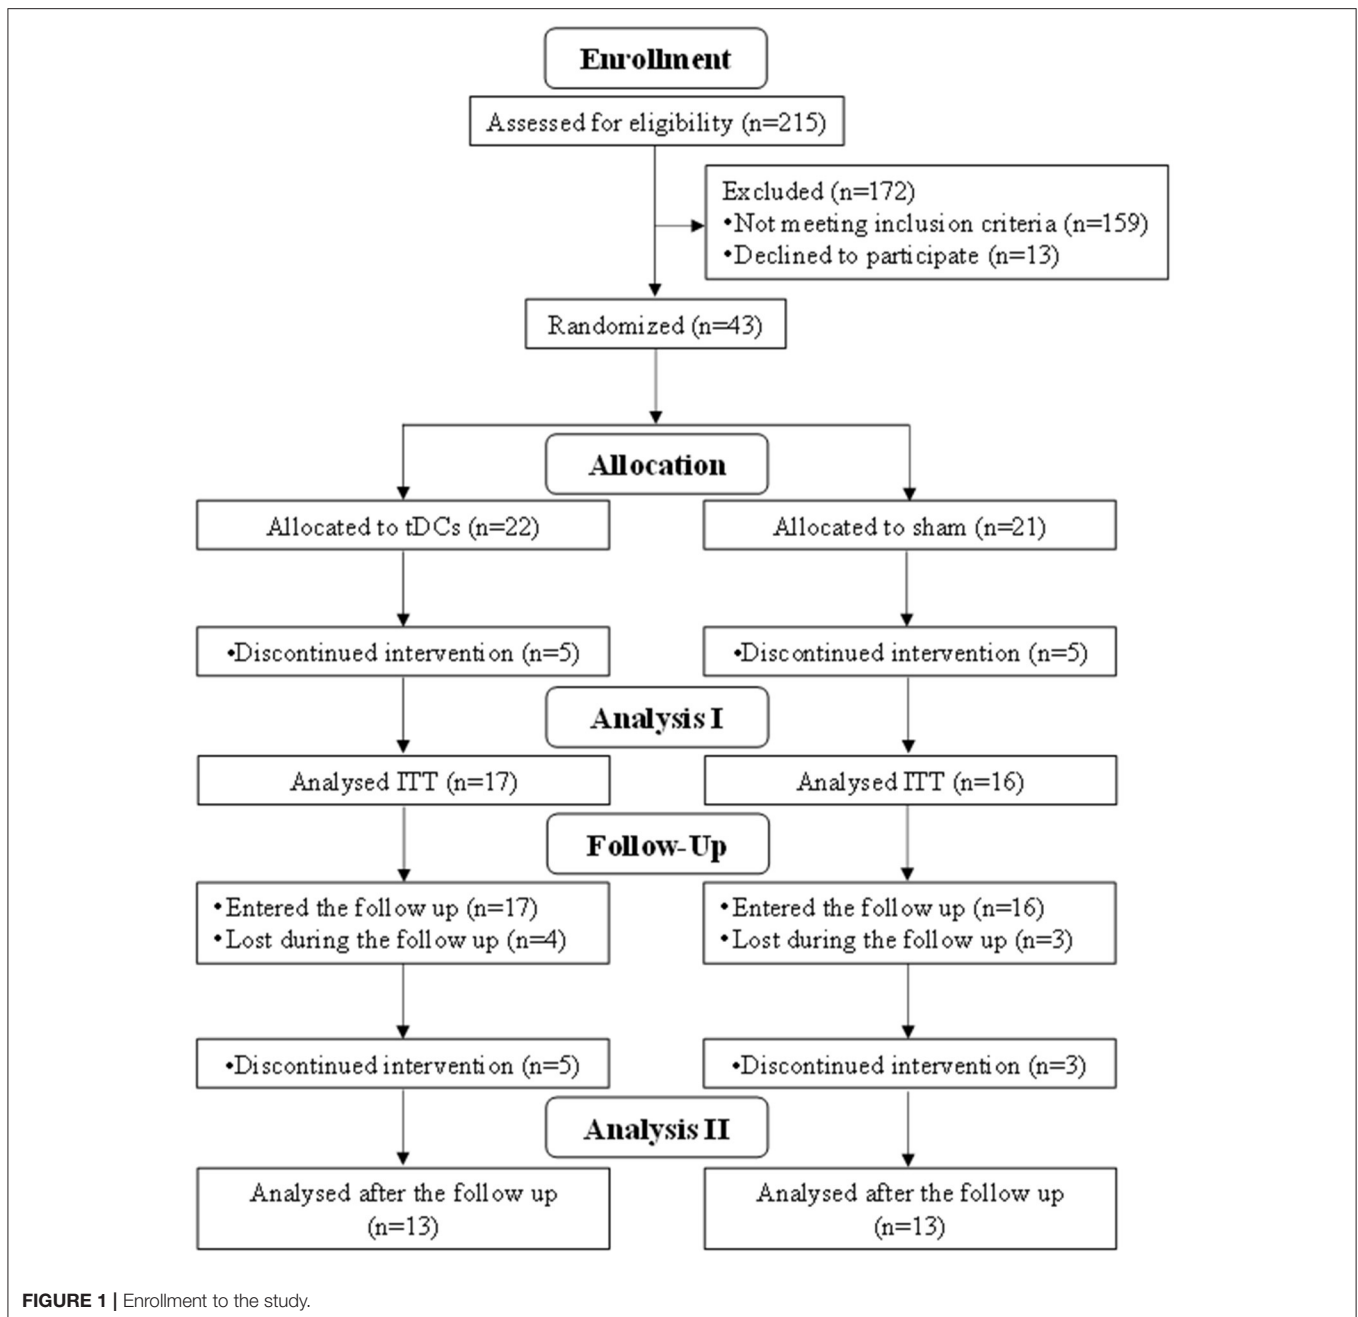 Enrollment
Assessed for eligibility (n=215)
Excluded (n=172)
•Not meeting inclusion criteria (n=159)
•Declined to participate (n=13)
Randomized (n=43)
Allocation
Allocated to tDCs (n=22)
Allocated to sham (n=21)
•Discontinued intervention (n=5)
•Discontinued intervention (n=5)
Analysis I
Analysed ITT (n=17)
Analysed ITT (n=16)
Follow-Up
•Entered the follow up (n=17)
•Lost during the follow up (n=4)
•Entered the follow up (n=16)
•Lost during the follow up (n=3)
•Discontinued intervention (n=5)
•Discontinued intervention (n=3)
Analysis II
Analysed after the follow up
(n=13)
Analysed after the follow up
(n=13)
FIGURE 1 | Enrollment to the study.